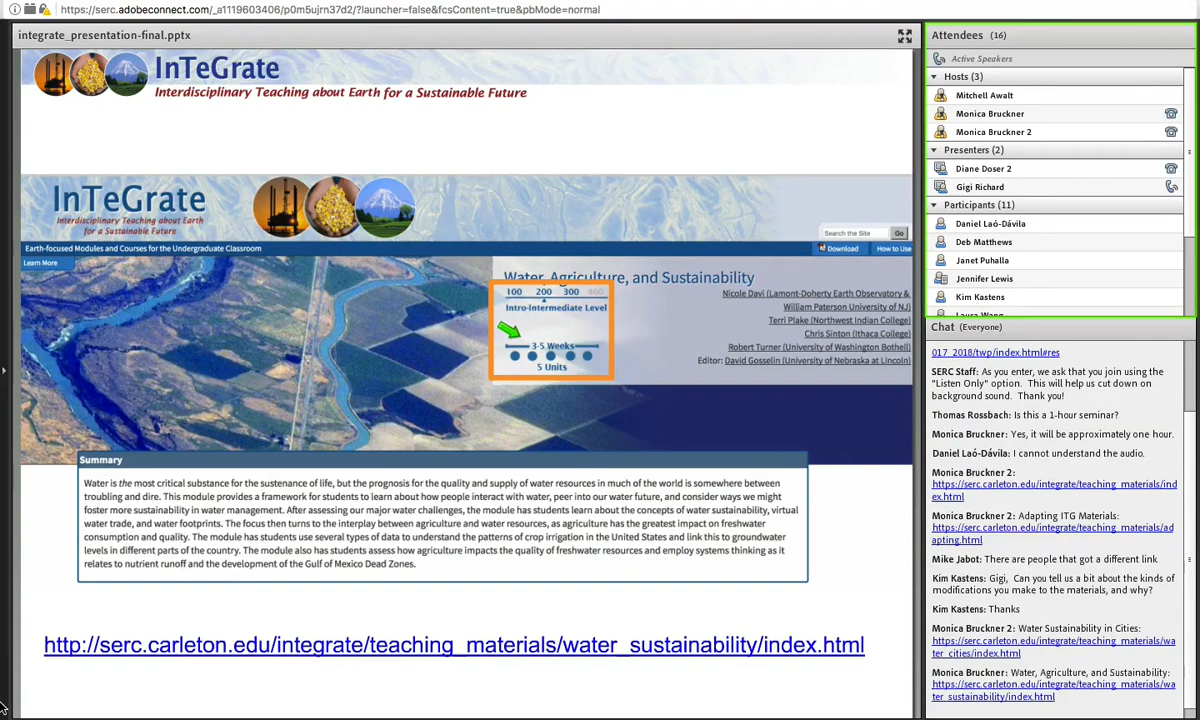 https://serc.adobeconnect.com/_a1119603406/p0m5ujrn37d2/?launcher=false&fcsContent=true&pbMode=normal
integrate_presentation-final.pptx
InTeGrate
Interdisciplinary Teaching about Earth for a Sustainable Future
InTeGrate
Interdisciplinary Teaching about Earth
for a Sustainable Future
Search the Site Go
Earth-focused Modules and Courses for the Undergraduate Classroom Download How to Use
Learn More
Water, Agriculture, and Sustainability
100 200 300 400
Intro-Intermediate Level
3-5 Weeks
5 Units
Nicole Davi (Lamont-Doherty Earth Observatory &
William Paterson University of NJ)
Terri Plake (Northwest Indian College)
Chris Sinton (Ithaca College)
Robert Turner (University of Washington Bothell)
Editor: David Gosselin (University of Nebraska at Lincoln)
Summary
Water is the most critical substance for the sustenance of life, but the prognosis for the quality and supply of water resources in much of the world is somewhere between
troubling and dire. This module provides a framework for students to learn about how people interact with water, peer into our water future, and consider ways we might
foster more sustainability in water management. After assessing our major water challenges, the module has students learn about the concepts of water sustainability, virtual
water trade, and water footprints. The focus then turns to the interplay between agriculture and water resources, as agriculture has the greatest impact on freshwater
consumption and quality. The module has students use several types of data to understand the patterns of crop irrigation in the United States and link this to groundwater
levels in different parts of the country. The module also has students assess how agriculture impacts the quality of freshwater resources and employ systems thinking as it
relates to nutrient runoff and the development of the Gulf of Mexico Dead Zones.
http://serc.carleton.edu/integrate/teaching_materials/water_sustainability/index.html
Attendees (16)
Active Speakers
Hosts (3)
Mitchell Awalt
Monica Bruckner
Monica Bruckner 2
Presenters (2)
Diane Doser 2
Gigi Richard
Participants (11)
Daniel Laó-Dávila
Deb Matthews
Janet Puhalla
Jennifer Lewis
Kim Kastens
Laura Wang
Chat (Everyone)
017_2018/twp/index.html#res
SERC Staff: As you enter, we ask that you join using the
"Listen Only" option. This will help us cut down on
background sound. Thank you!
Thomas Rossbach: Is this a 1-hour seminar?
Monica Bruckner: Yes, it will be approximately one hour.
Daniel Laó-Dávila: I cannot understand the audio.
Monica Bruckner 2:
https://serc.carleton.edu/integrate/teaching_materials/ind
ex.html
Monica Bruckner 2: Adapting ITG Materials:
https://serc.carleton.edu/integrate/teaching_materials/ad
apting.html
Mike Jabot: There are people that got a different link
Kim Kastens: Gigi, Can you tell us a bit about the kinds of
modifications you make to the materials, and why?
Kim Kastens: Thanks
Monica Bruckner 2: Water Sustainability in Cities:
https://serc.carleton.edu/integrate/teaching_materials/wa
ter_cities/index.html
Monica Bruckner 2: Water, Agriculture, and Sustainability:
https://serc.carleton.edu/integrate/teaching_materials/wa
ter_sustainability/index.html